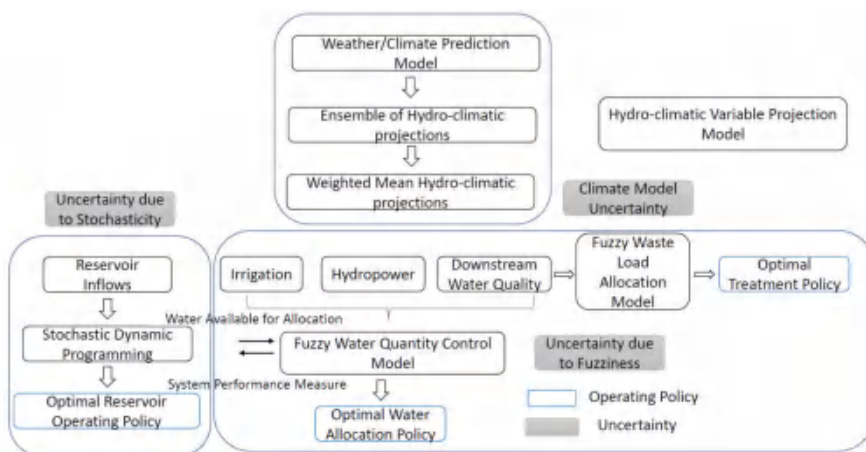 Weather/Climate Prediction
Model
Ensemble of Hydro-climatic
projections
Weighted Mean Hydro-climatic
projections
Hydro-climatic Variable Projection
Model
Uncertainty due
to Stochasticity
Climate Model
Uncertainty
Reservoir
Inflows
Stochastic Dynamic
Programming
Optimal Reservoir
Operating Policy
Irrigation
Hydropower
Downstream
Water Quality
Fuzzy Waste
Load
Allocation
Model
Optimal
Treatment Policy
Water Available for Allocation
Fuzzy Water Quantity Control
Model
System Performance Measure
Optimal Water
Allocation Policy
Uncertainty due
to Fuzziness
Operating Policy
Uncertainty